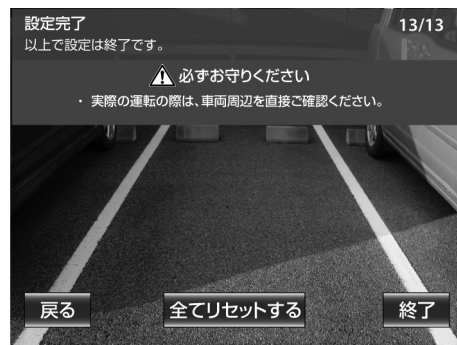 設定完了
13/13
以上で設定は終了です。
必ずお守りください
・ 実際の運転の際は、車両周辺を直接ご確認ください。
戻る
全てリセットする
終了